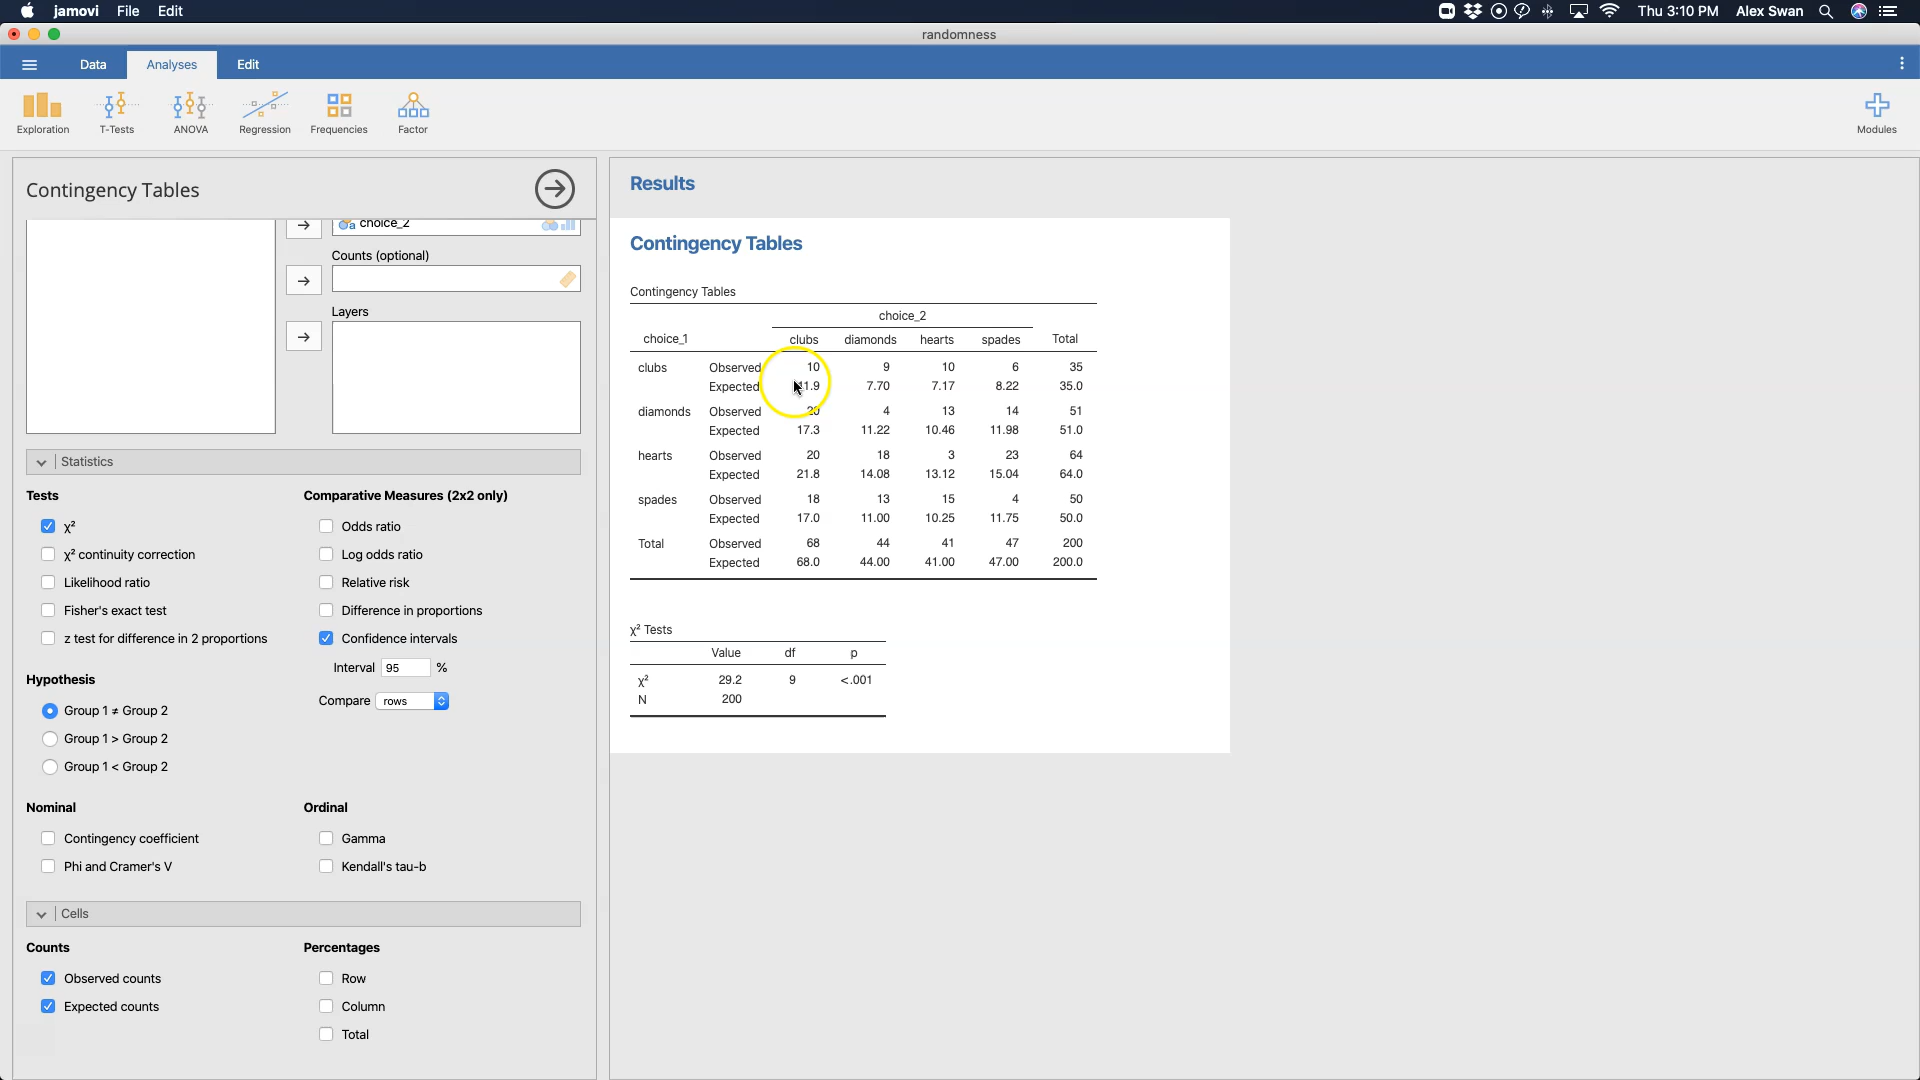 jamovi File Edit Thu 3:10 PM Alex Swan
randomness
Data Analyses Edit
Exploration T-Tests ANOVA Regression Frequencies Factor Modules
Contingency Tables
choice_2
Counts (optional)
Layers
Statistics
Tests Comparative Measures (2x2 only)
χ² Odds ratio
χ² continuity correction Log odds ratio
Likelihood ratio Relative risk
Fisher's exact test Difference in proportions
z test for difference in 2 proportions Confidence intervals
Interval 95 %
Hypothesis
Compare rows
Group 1 ≠ Group 2
Group 1 > Group 2
Group 1 < Group 2
Nominal Ordinal
Contingency coefficient Gamma
Phi and Cramer's V Kendall's tau-b
Cells
Counts Percentages
Observed counts Row
Expected counts Column
Total
Results
Contingency Tables
Contingency Tables
choice_2
choice_1 clubs diamonds hearts spades Total
clubs Observed 10 9 10 6 35
Expected 11.9 7.70 7.17 8.22 35.0
diamonds Observed 20 4 13 14 51
Expected 17.3 11.22 10.46 11.98 51.0
hearts Observed 20 18 3 23 64
Expected 21.8 14.08 13.12 15.04 64.0
spades Observed 18 13 15 4 50
Expected 17.0 11.00 10.25 11.75 50.0
Total Observed 68 44 41 47 200
Expected 68.0 44.00 41.00 47.00 200.0
χ² Tests
Value df p
χ² 29.2 9 <.001
N 200